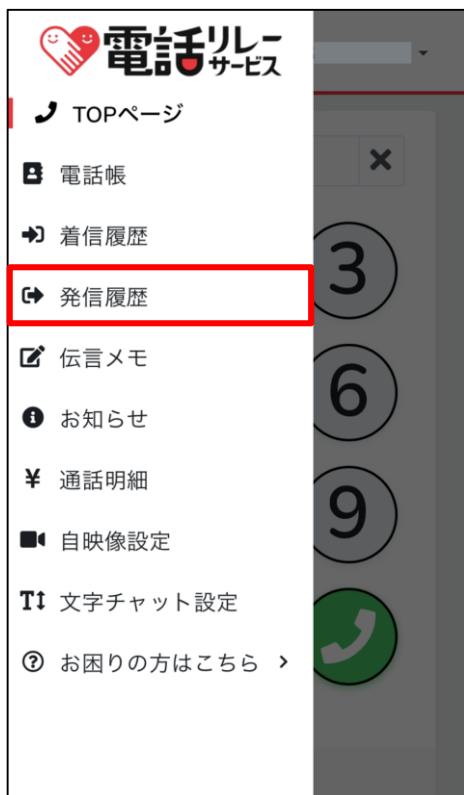 電話リレー
サービス
TOPページ
電話帳
着信履歴
3
発信履歴
伝言メモ
6
お知らせ
通話明細
9
自映像設定
文字チャット設定
お困りの方はこちら